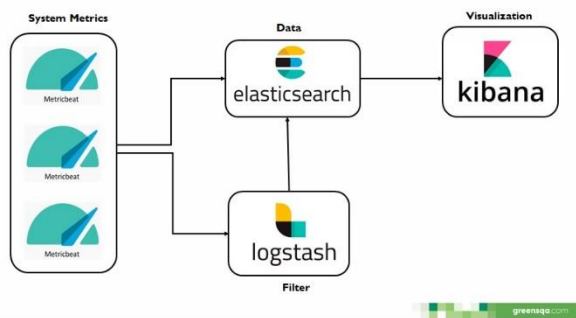 System Metrics
Metricbeat
Metricbeat
Metricbeat
Data
elasticsearch
Visualization
kibana
logstash
Filter
greensqa.com